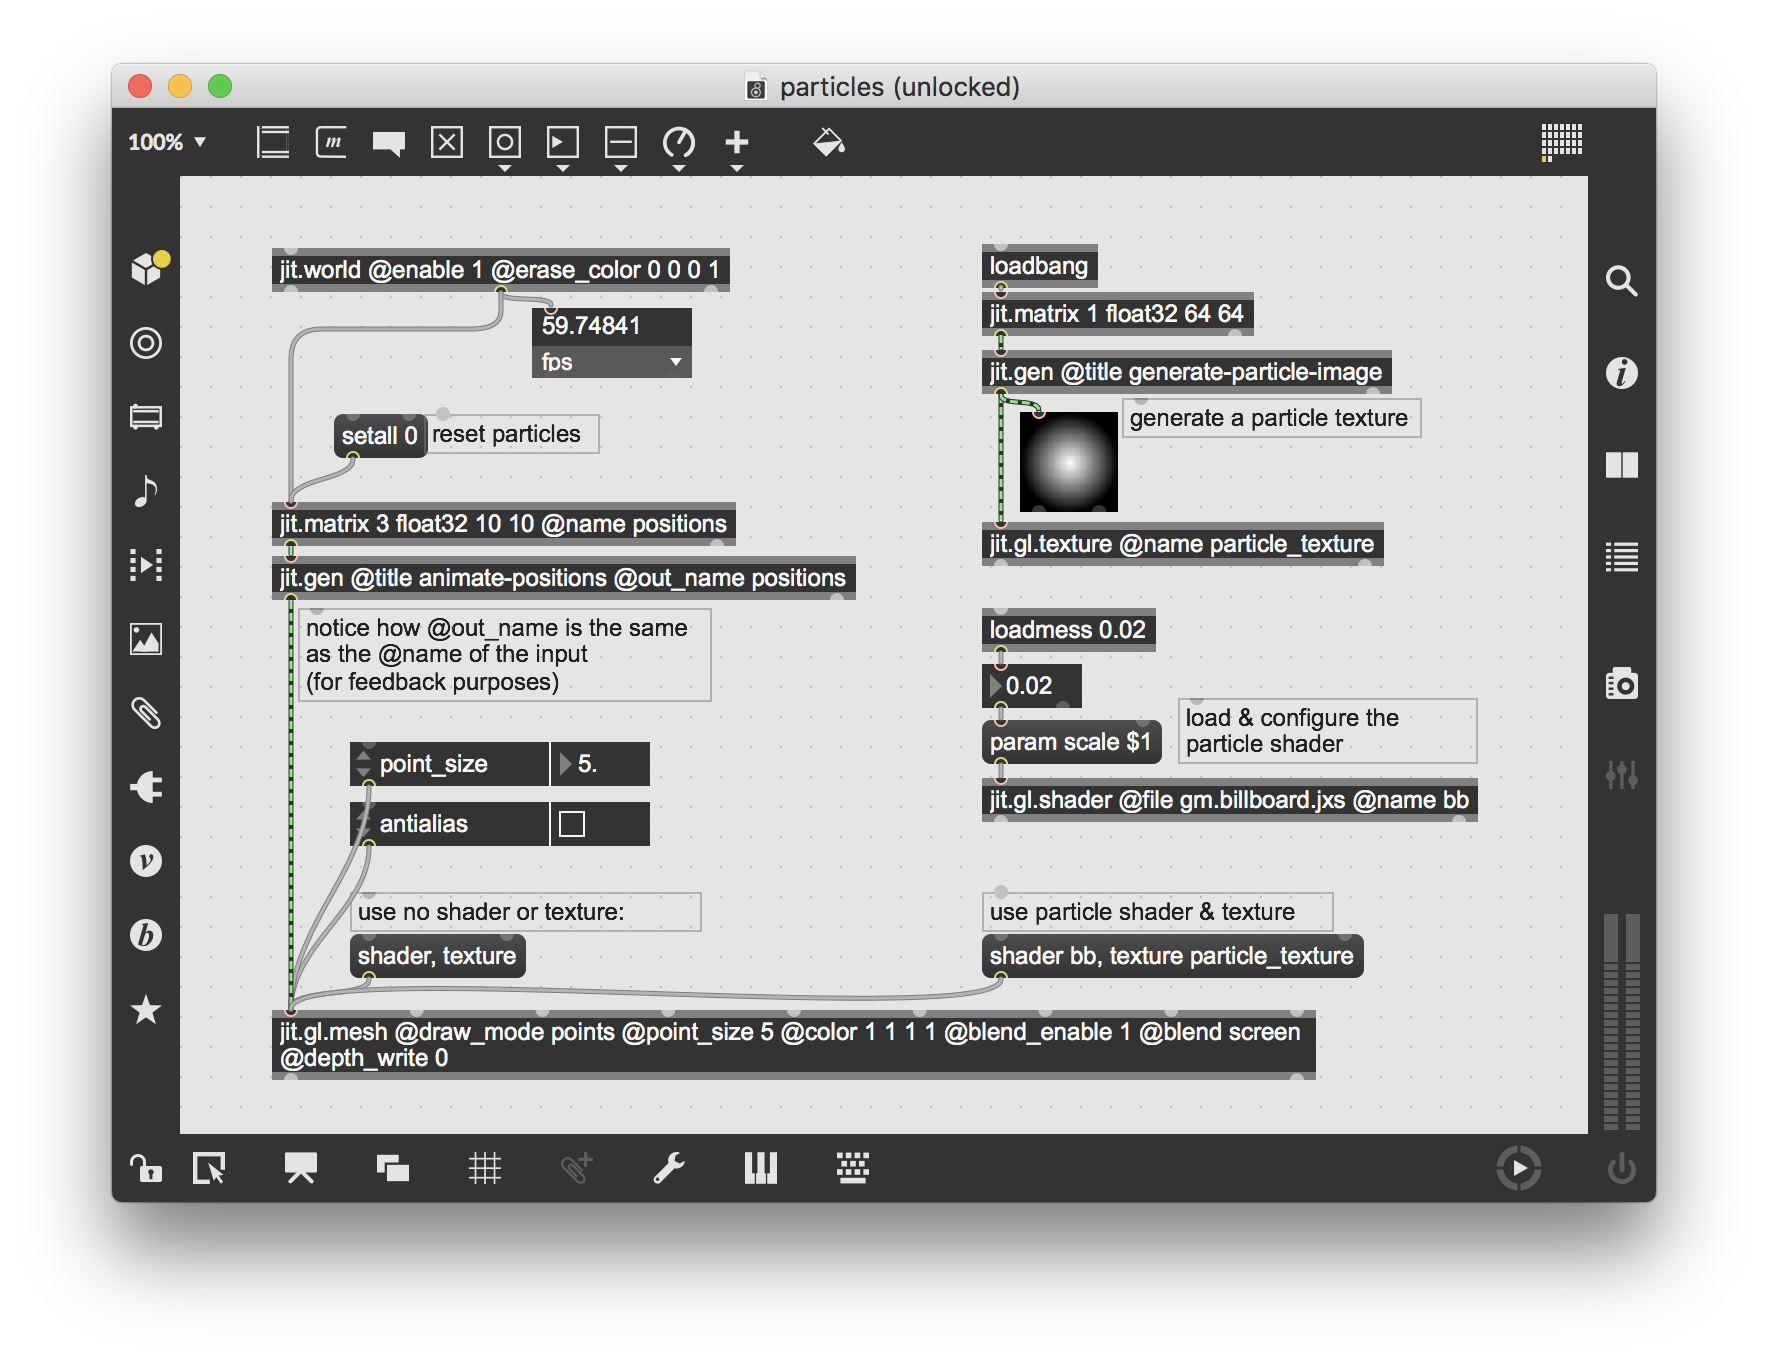 particles (unlocked)
100%
jit.world @enable 1 @erase_color 0 0 0 1
59.74841
fps
setall 0
reset particles
jit.matrix 3 float32 10 10 @name positions
jit.gen @title animate-positions @out_name positions
notice how @out_name is the same
as the @name of the input
(for feedback purposes)
point_size
5.
antialias
use no shader or texture:
shader, texture
loadbang
jit.matrix 1 float32 64 64
jit.gen @title generate-particle-image
generate a particle texture
jit.gl.texture @name particle_texture
loadmess 0.02
0.02
param scale $1
load & configure the
particle shader
jit.gl.shader @file gm.billboard.jxs @name bb
use particle shader & texture
shader bb, texture particle_texture
jit.gl.mesh @draw_mode points @point_size 5 @color 1 1 1 1 @blend_enable 1 @blend screen
@depth_write 0